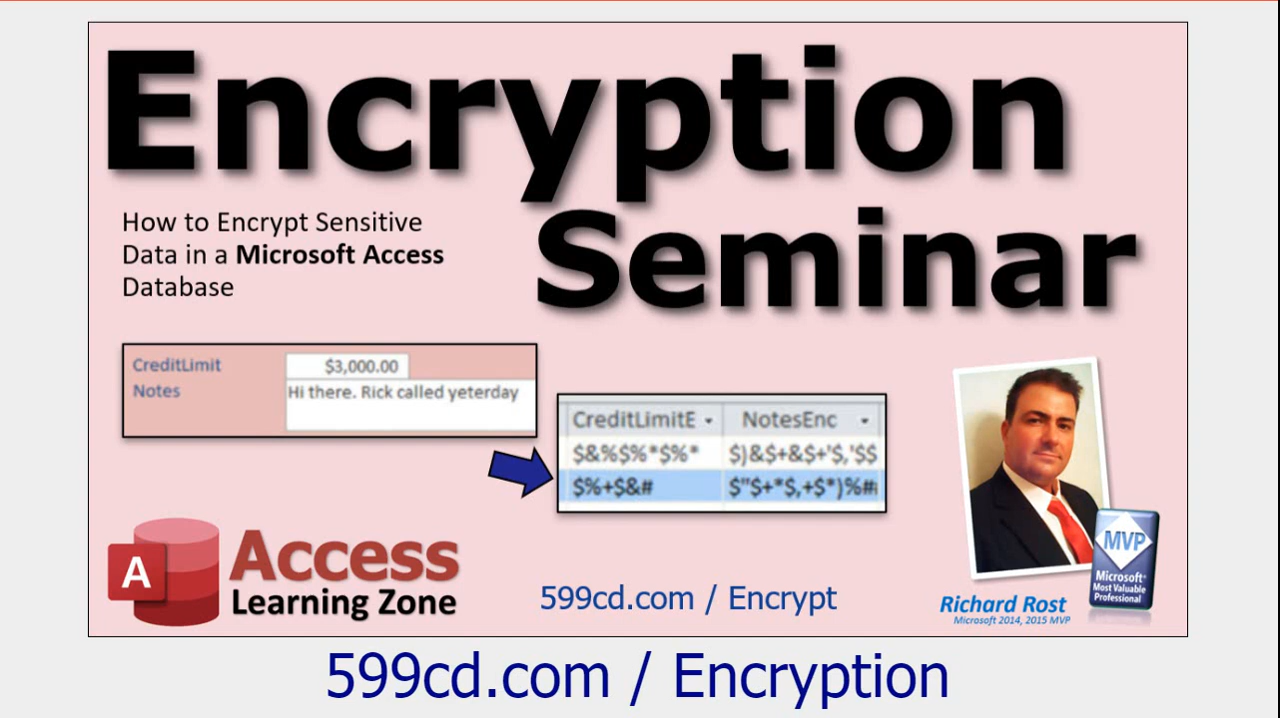 Encryption
Seminar
How to Encrypt Sensitive
Data in a Microsoft Access
Database
CreditLimit $3,000.00
Notes Hi there. Rick called yeterday
CreditLimitE NotesEnc
$&%$%*$%* $)&$+&$+'$,'$$
$%+$&# $"$+*$,+$*)%#
A
Access
Learning Zone
599cd.com / Encrypt
MVP
Microsoft®
Most Valuable
Professional
Richard Rost
Microsoft 2014, 2015 MVP
599cd.com / Encryption